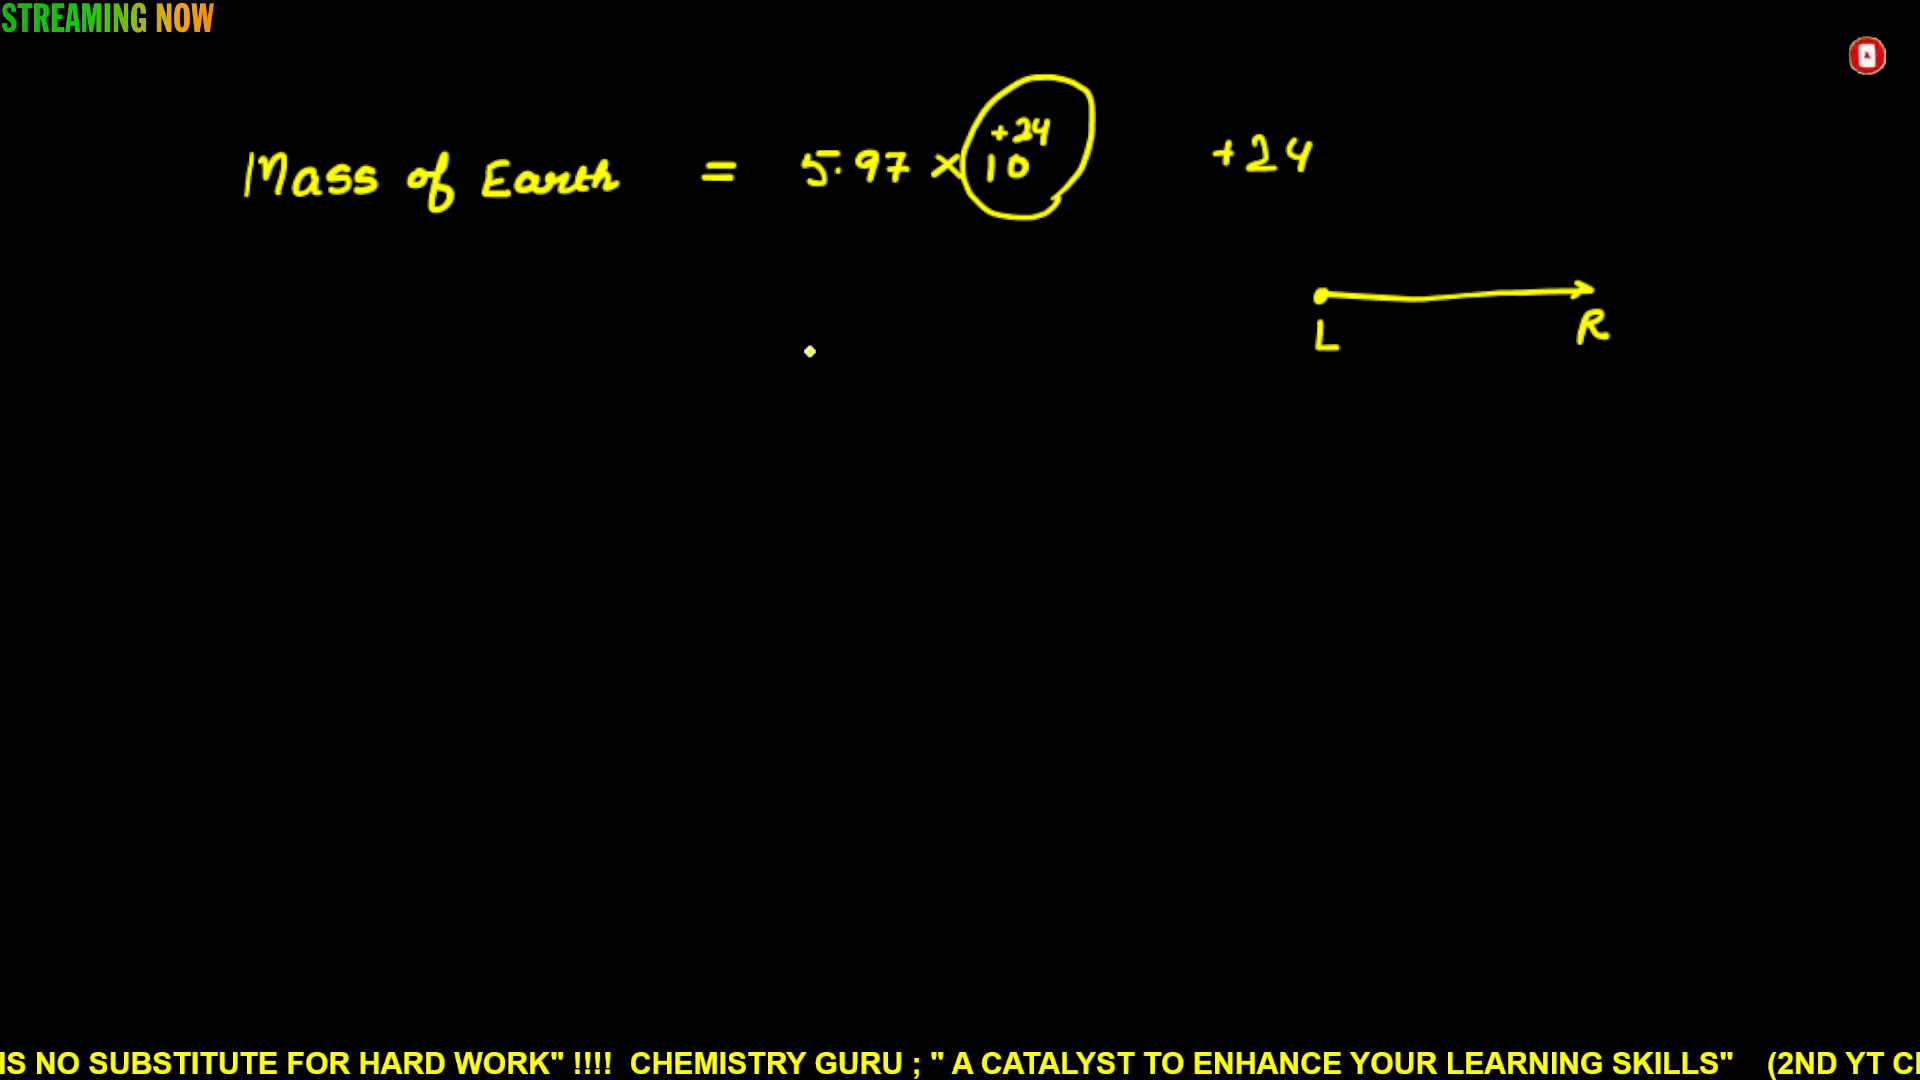 STREAMING NOW
Mass of Earth = 5.97 × 10⁺²⁴ +24
L R
IS NO SUBSTITUTE FOR HARD WORK" !!!! CHEMISTRY GURU ; " A CATALYST TO ENHANCE YOUR LEARNING SKILLS" (2ND YT